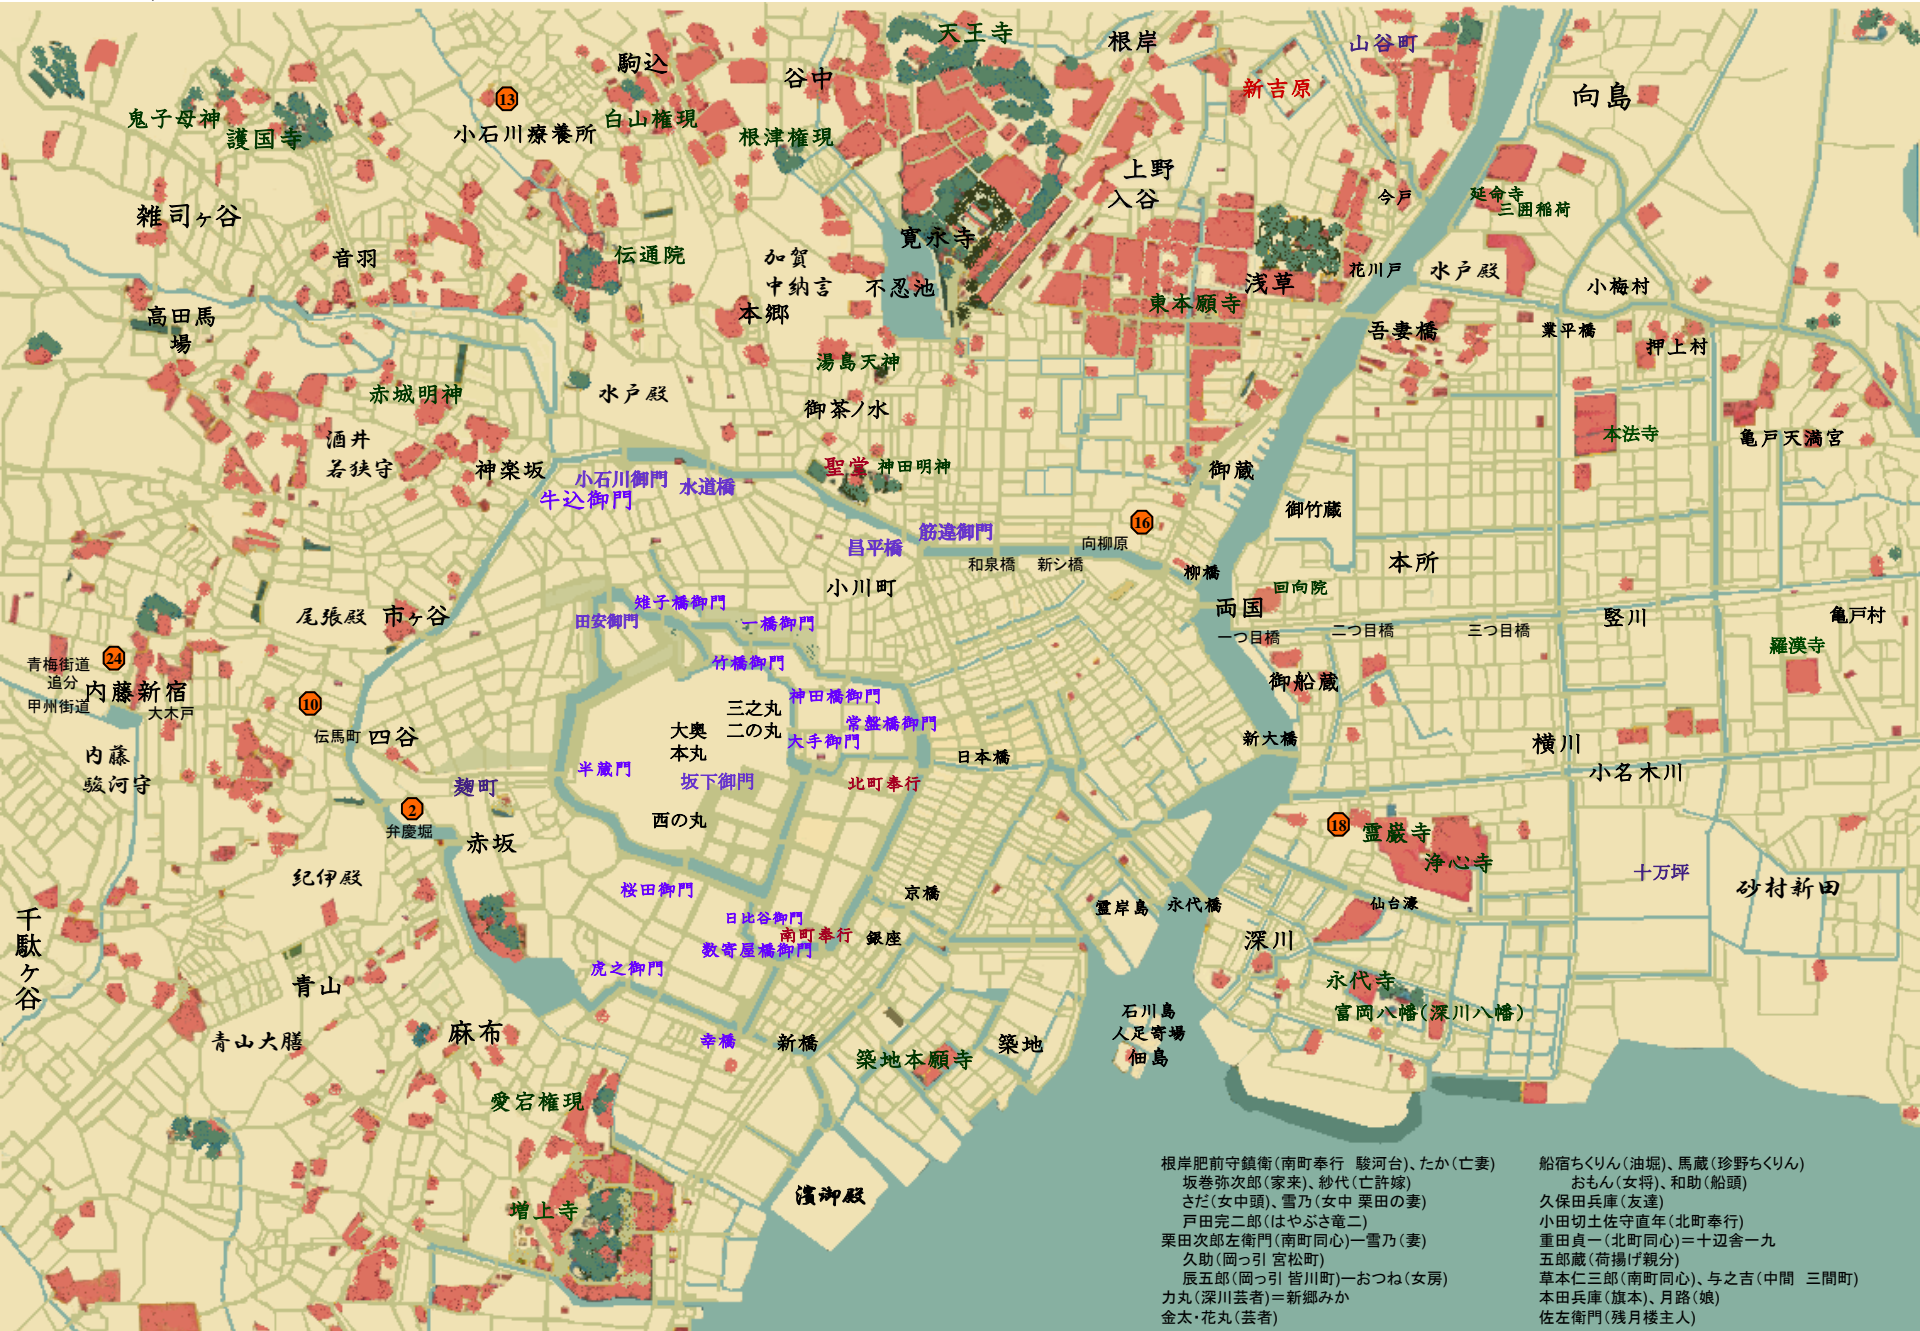 天王寺
根岸
山谷町
駒込
谷中
新吉原
向島
13
鬼子母神
護国寺
小石川療養所
白山権現
根津権現
上野
入谷
今戸
延命寺
三囲稲荷
雑司ヶ谷
音羽
伝通院
加賀
中納言
寛永寺
不忍池
浅草
花川戸
水戸殿
小梅村
高田馬
場
本郷
東本願寺
吾妻橋
業平橋
押上村
湯島天神
赤城明神
水戸殿
御茶ノ水
酒井
若狭守
神楽坂
本法寺
亀戸天満宮
聖堂
神田明神
御蔵
小石川御門
牛込御門
水道橋
御竹蔵
16
筋違御門
昌平橋
向柳原
和泉橋
新シ橋
柳橋
本所
小川町
回向院
両国
雉子橋御門
田安御門
一橋御門
尾張殿
市ヶ谷
一つ目橋
二つ目橋
三つ目橋
竪川
亀戸村
羅漢寺
24
青梅街道
追分
甲州街道
内藤新宿
大木戸
竹橋御門
神田橋御門
御船蔵
10
伝馬町
四谷
三之丸
二の丸
大奥
本丸
常盤橋御門
大手御門
日本橋
新大橋
横川
小名木川
内藤
駿河守
半蔵門
坂下御門
北町奉行
麹町
2
弁慶堀
赤坂
西の丸
18
霊巌寺
浄心寺
十万坪
砂村新田
紀伊殿
桜田御門
京橋
霊岸島
永代橋
仙台濠
日比谷御門
南町奉行
数寄屋橋御門
銀座
深川
千駄ヶ谷
虎之御門
青山
永代寺
富岡八幡(深川八幡)
石川島
人足寄場
佃島
青山大膳
麻布
幸橋
新橋
築地本願寺
築地
愛宕権現
濱御殿
増上寺
根岸肥前守鎮衛(南町奉行 駿河台)、たか(亡妻)
坂巻弥次郎(家来)、紗代(亡許嫁)
さだ(女中頭)、雪乃(女中 栗田の妻)
戸田完二郎(はやぶさ竜二)
栗田次郎左衛門(南町同心)ー雪乃(妻)
久助(岡っ引 宮松町)
辰五郎(岡っ引 皆川町)ーおつね(女房)
力丸(深川芸者)＝新郷みか
金太・花丸(芸者)
船宿ちくりん(油堀)、馬蔵(珍野ちくりん)
おもん(女将)、和助(船頭)
久保田兵庫(友達)
小田切土佐守直年(北町奉行)
重田貞一(北町同心)＝十辺舎一九
五郎蔵(荷揚げ親分)
草本仁三郎(南町同心)、与之吉(中間 三間町)
本田兵庫(旗本)、月路(娘)
佐左衛門(残月楼主人)